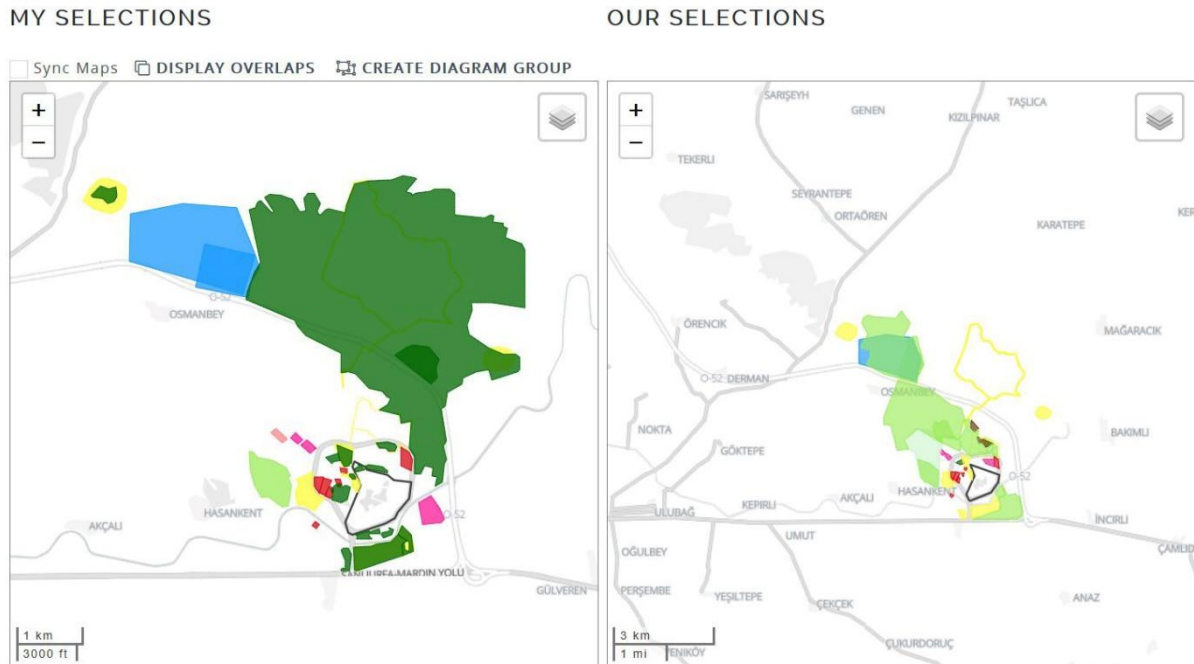 MY SELECTIONS
Sync Maps DISPLAY OVERLAPS CREATE DIAGRAM GROUP
+
−
O-52
OSMANBEY
HASANKENT
AKÇALI
O-52
ŞANLIURFA-MARDIN YOLU
GÜLVEREN
1 km
3000 ft
OUR SELECTIONS
+
−
SARIŞEYH
GENEN
TAŞLICA
KIZILPINAR
TEKERLI
SEYRANTEPE
ORTAÖREN
KARATEPE
KER
ÖRENCIK
MAĞARACIK
O-52
DERMAN
OSMANBEY
NOKTA
BAKIMLI
GÖKTEPE
O-52
HASANKENT
AKÇALI
KEPIRLI
ULUBAĞ
İNCIRLI
UMUT
ÇAMLID
OĞULBEY
PERŞEMBE
YEŞILTEPE
ÇEKÇEK
ANAZ
ÇUKURDORUÇ
YENIKÖY
3 km
1 mi